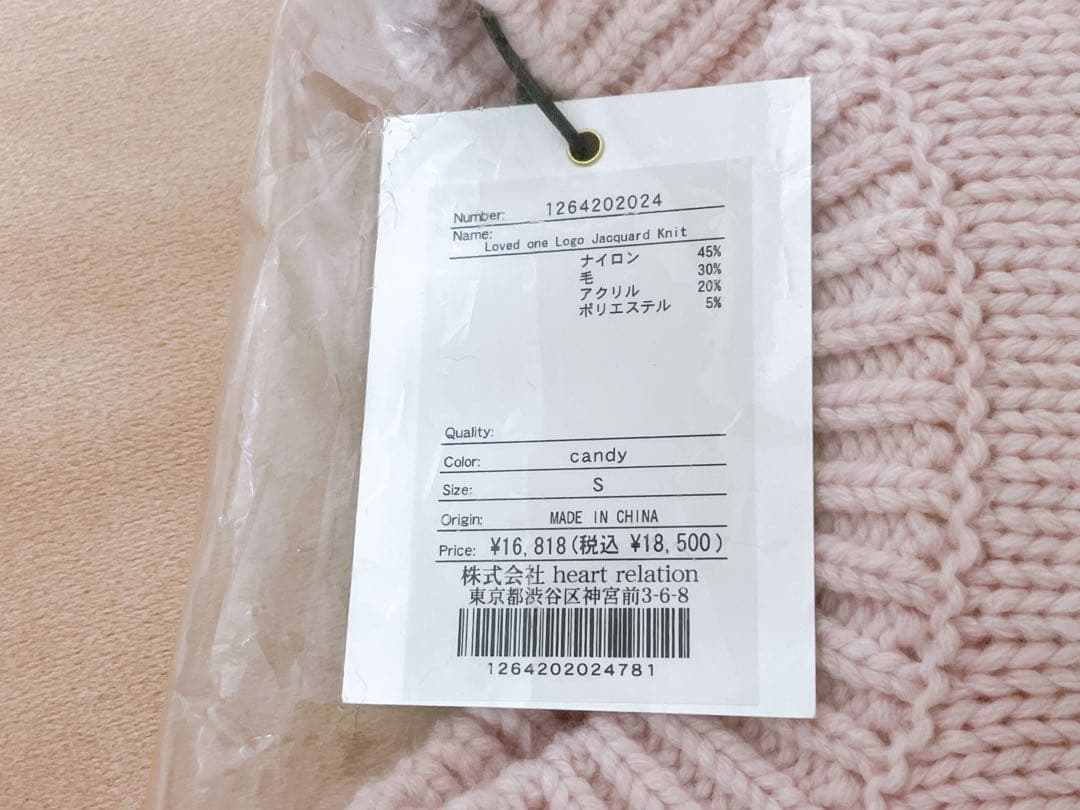 Number: 1264202024
Name:
Loved one Logo Jacquard Knit
ナイロン 45%
毛 30%
アクリル 20%
ポリエステル 5%
Quality:
Color: candy
Size: S
Origin: MADE IN CHINA
Price: ¥16,818(税込 ¥18,500)
株式会社 heart relation
東京都渋谷区神宮前3-6-8
1264202024781